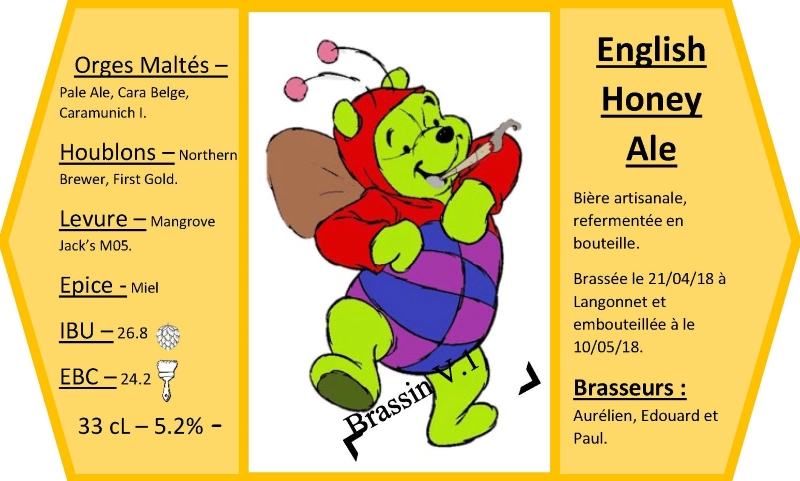 Orges Maltés –
Pale Ale, Cara Belge,
Caramunich I.
Houblons – Northern
Brewer, First Gold.
Levure – Mangrove
Jack’s M05.
Epice - Miel
IBU – 26.8
EBC – 24.2
33 cL – 5.2% -
Brassin V.1
English
Honey
Ale
Bière artisanale,
refermentée en
bouteille.
Brassée le 21/04/18 à
Langonnet et
embouteillée à le
10/05/18.
Brasseurs :
Aurélien, Edouard et
Paul.